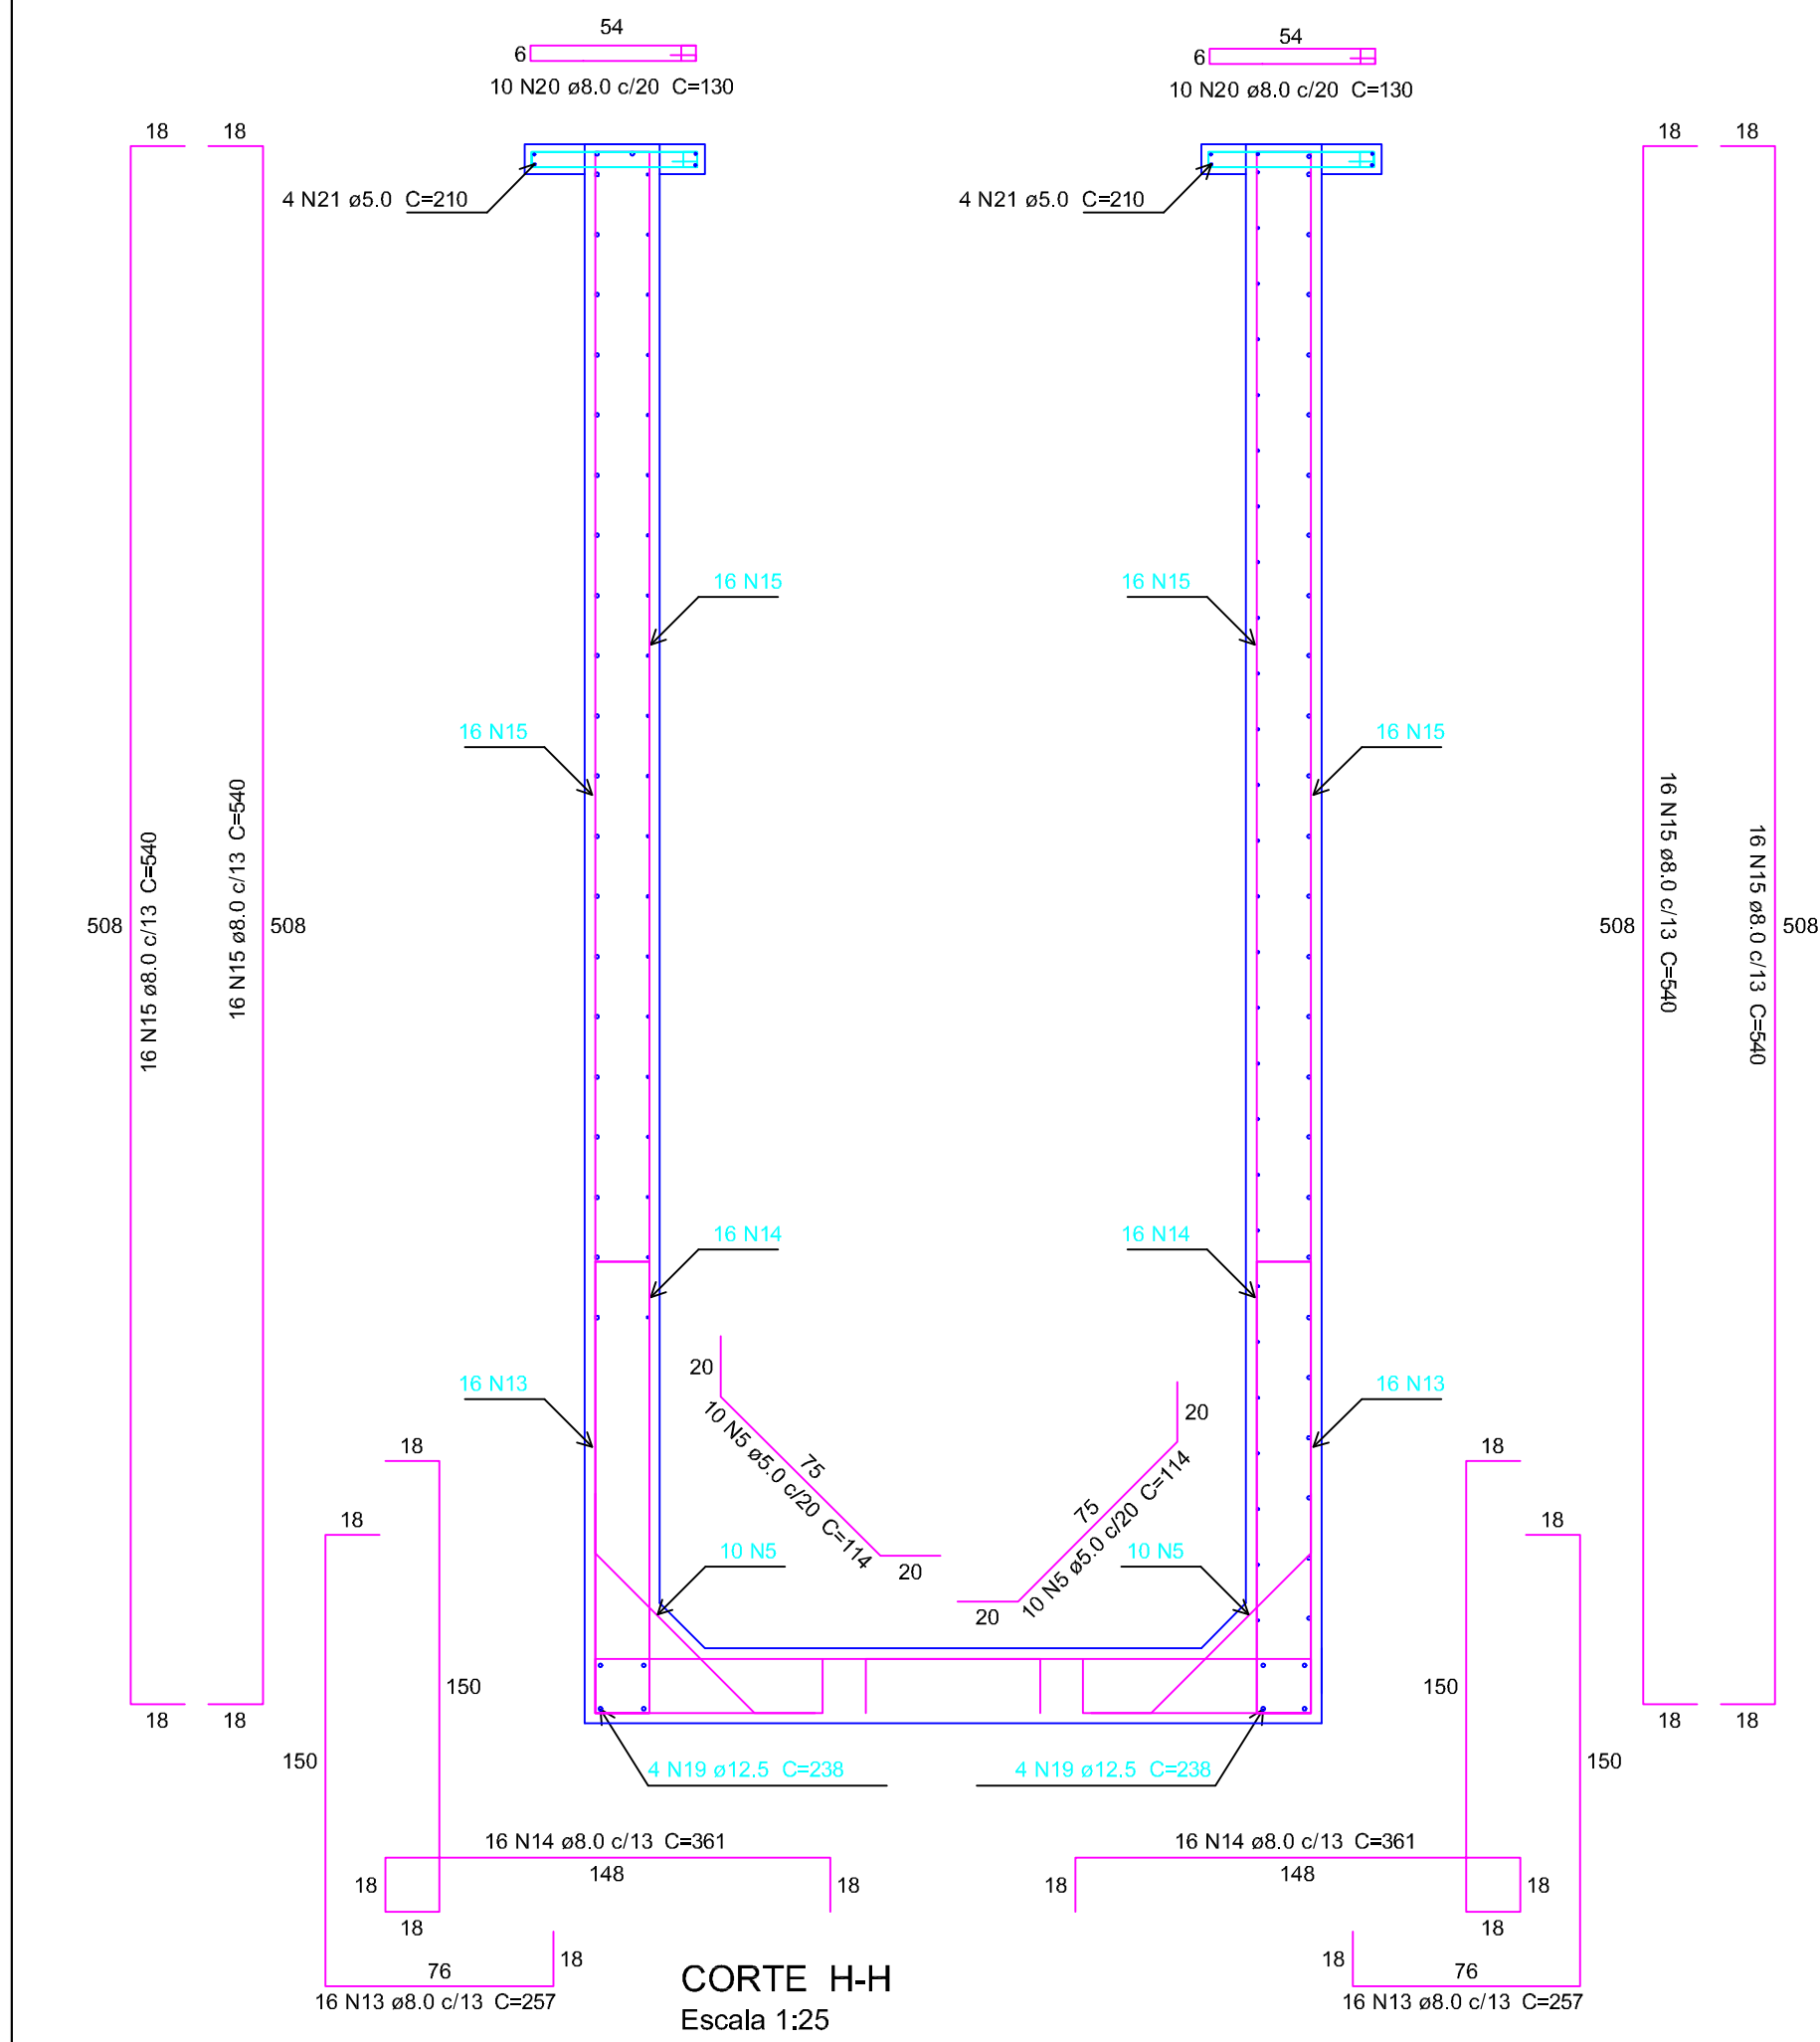 54
6
10 N20 ø8.0 c/20 C=130
54
6
10 N20 ø8.0 c/20 C=130
18
18
18
18
4 N21 ø5.0 C=210
4 N21 ø5.0 C=210
16 N15
16 N15
16 N15
16 N15
508
16 N15 ø8.0 c/13 C=540
16 N15 ø8.0 c/13 C=540
508
508
16 N15 ø8.0 c/13 C=540
16 N15 ø8.0 c/13 C=540
508
16 N14
16 N14
16 N13
16 N13
20
75
10 N5 ø5.0 c/20 C=114
20
20
75
10 N5 ø5.0 c/20 C=114
20
18
18
18
18
10 N5
10 N5
150
150
18
18
18
18
150
150
4 N19 ø12.5 C=238
4 N19 ø12.5 C=238
16 N14 ø8.0 c/13 C=361
148
18
18
18
16 N14 ø8.0 c/13 C=361
148
18
18
18
76
18
16 N13 ø8.0 c/13 C=257
18
76
16 N13 ø8.0 c/13 C=257
CORTE H-H
Escala 1:25